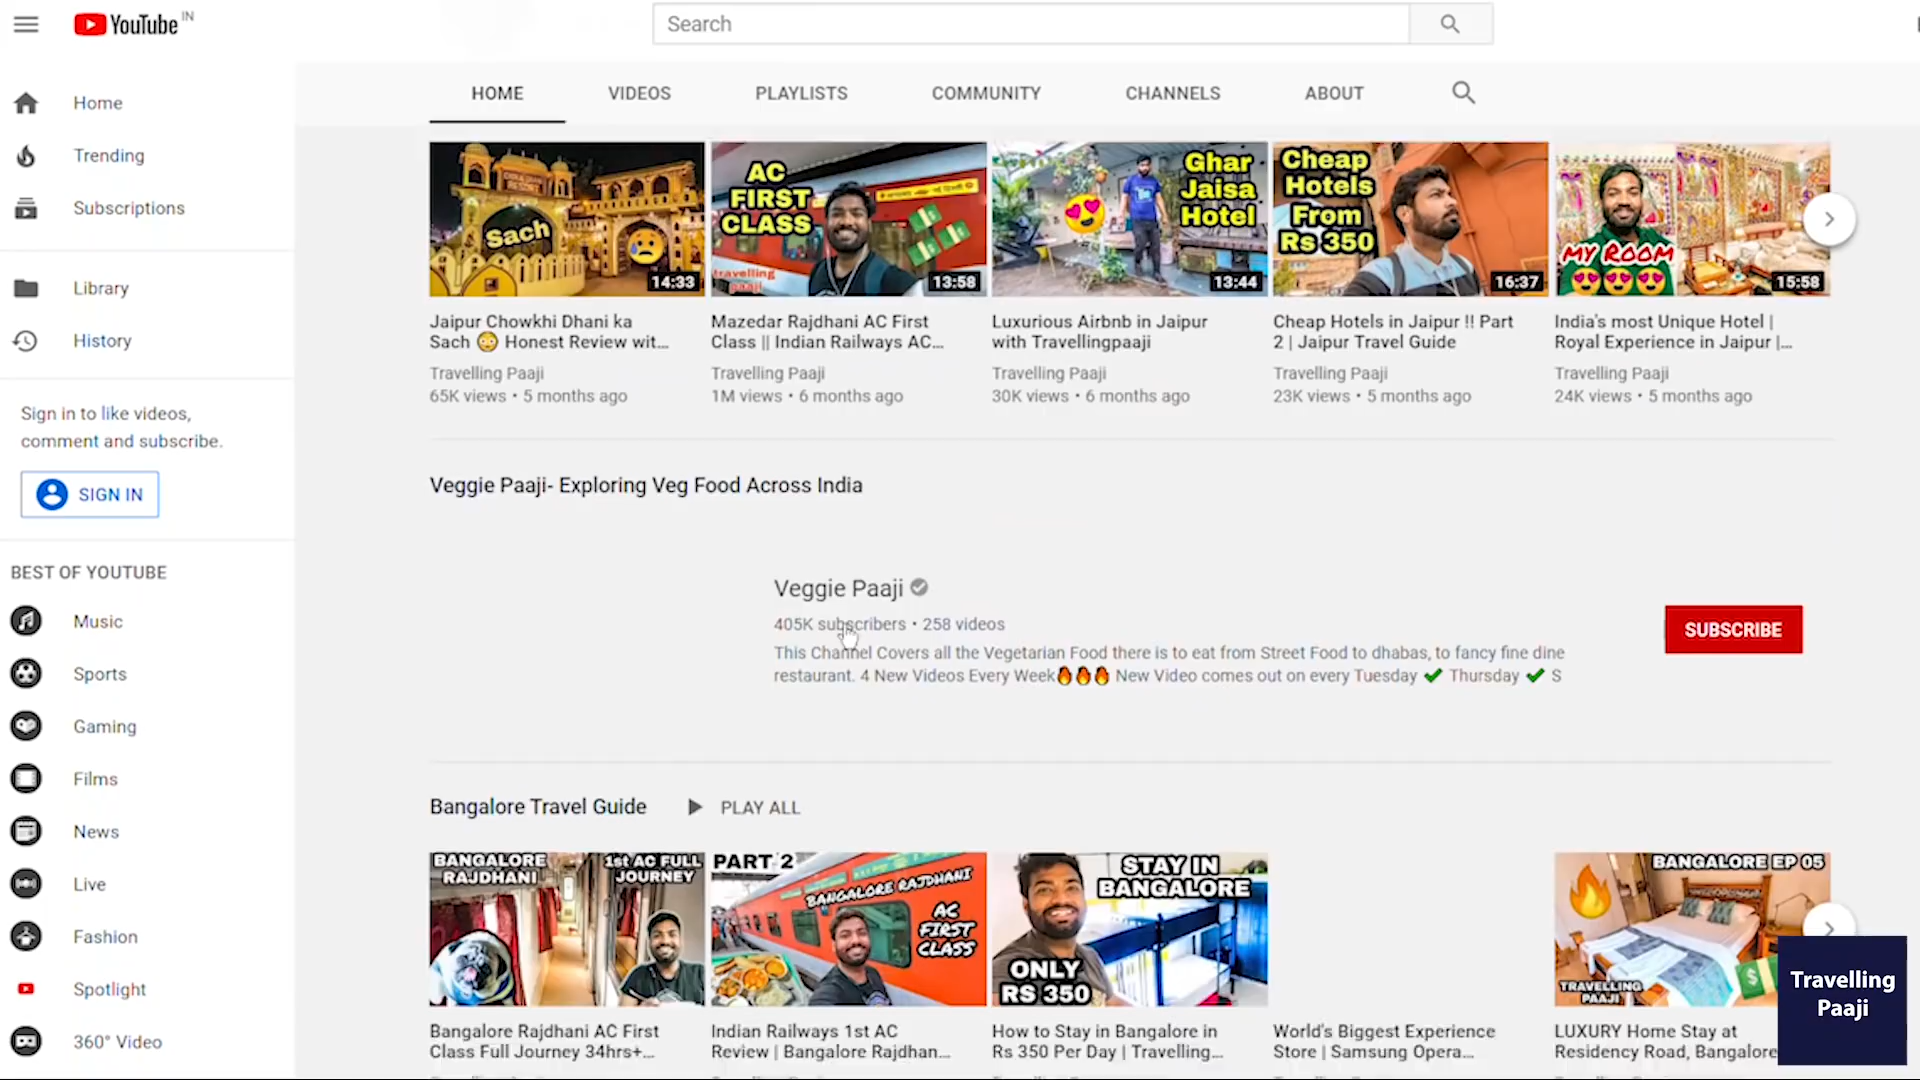 YouTube IN
Search
Home
Trending
Subscriptions
Library
History
Sign in to like videos,
comment and subscribe.
SIGN IN
BEST OF YOUTUBE
Music
Sports
Gaming
Films
News
Live
Fashion
Spotlight
360° Video
HOME VIDEOS PLAYLISTS COMMUNITY CHANNELS ABOUT
Sach
14:33
Jaipur Chowkhi Dhani ka
Sach 😳 Honest Review wit...
Travelling Paaji
65K views • 5 months ago
AC
FIRST
CLASS
travelling
paaji
13:58
Mazedar Rajdhani AC First
Class || Indian Railways AC...
Travelling Paaji
1M views • 6 months ago
Ghar
Jaisa
Hotel
13:44
Luxurious Airbnb in Jaipur
with Travellingpaaji
Travelling Paaji
30K views • 6 months ago
Cheap
Hotels
From
Rs 350
16:37
Cheap Hotels in Jaipur !! Part
2 | Jaipur Travel Guide
Travelling Paaji
23K views • 5 months ago
MY ROOM
15:58
India's most Unique Hotel |
Royal Experience in Jaipur |...
Travelling Paaji
24K views • 5 months ago
Veggie Paaji- Exploring Veg Food Across India
Veggie Paaji
405K subscribers • 258 videos
This Channel Covers all the Vegetarian Food there is to eat from Street Food to dhabas, to fancy fine dine
restaurant. 4 New Videos Every Week🔥🔥🔥 New Video comes out on every Tuesday ✔ Thursday ✔ S
SUBSCRIBE
Bangalore Travel Guide PLAY ALL
BANGALORE
RAJDHANI
1st AC FULL
JOURNEY
Bangalore Rajdhani AC First
Class Full Journey 34hrs+...
PART 2
BANGALORE RAJDHANI
AC
FIRST
CLASS
Indian Railways 1st AC
Review | Bangalore Rajdhan...
STAY IN
BANGALORE
ONLY
RS 350
How to Stay in Bangalore in
Rs 350 Per Day | Travelling...
World's Biggest Experience
Store | Samsung Opera...
BANGALORE EP 05
TRAVELLING
PAAJI
LUXURY Home Stay at
Residency Road, Bangalore
Travelling
Paaji